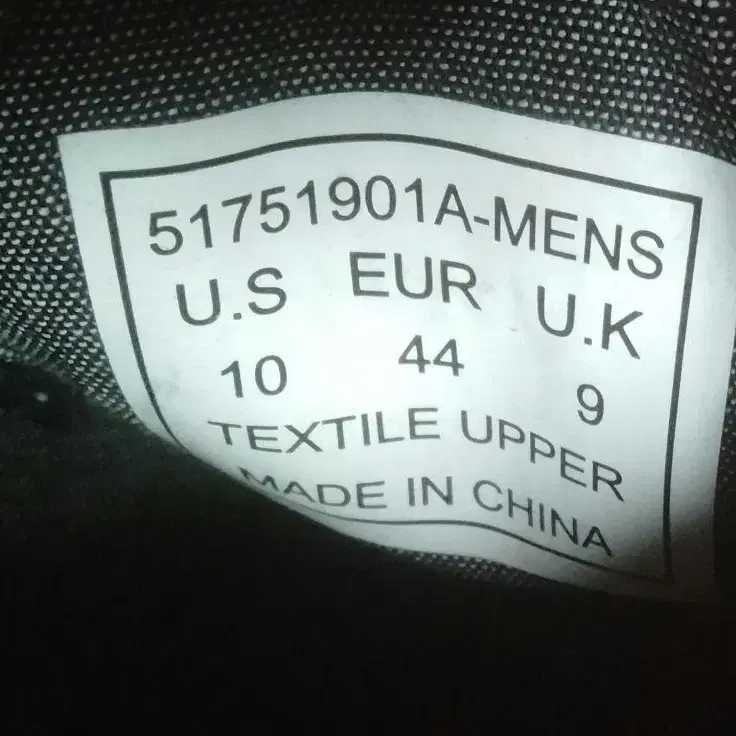 51751901A-MENS
U.S EUR U.K
10 44 9
TEXTILE UPPER
MADE IN CHINA